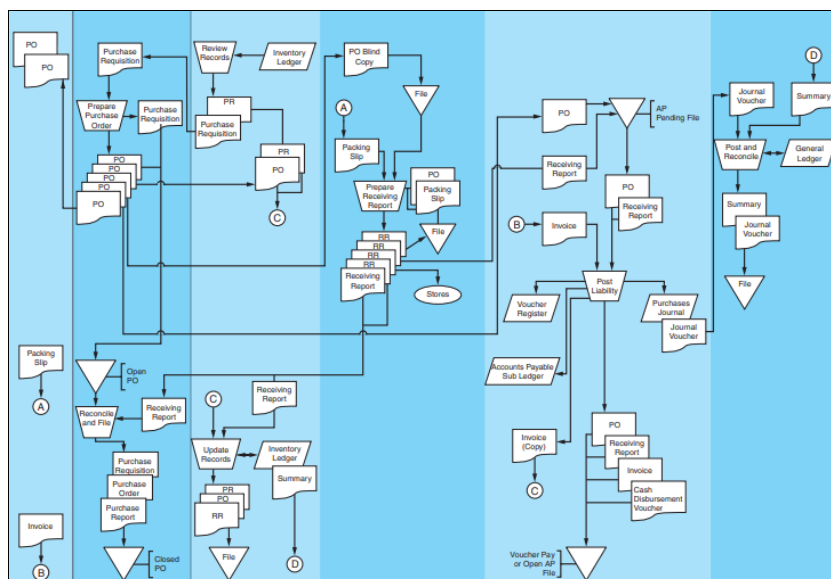 PO
PO
Purchase
Requisition
Prepare
Purchase
Order
Purchase
Requisition
PO
PO
PO
PO
PO
Packing
Slip
A
Open
PO
Reconcile
and File
Receiving
Report
Purchase
Requisition
Purchase
Order
Purchase
Report
Invoice
B
Closed
PO
Review
Records
Inventory
Ledger
PR
Purchase
Requisition
PR
PO
C
Receiving
Report
C
Update
Records
Inventory
Ledger
Summary
PR
PO
RR
File
D
PO Blind
Copy
File
A
Packing
Slip
Prepare
Receiving
Report
PO
Packing
Slip
File
RR
RR
RR
RR
Receiving
Report
Stores
PO
AP
Pending File
Receiving
Report
PO
Receiving
Report
B
Invoice
Post
Liability
Voucher
Register
Purchases
Journal
Journal
Voucher
Accounts Payable
Sub Ledger
Invoice
(Copy)
C
PO
Receiving
Report
Invoice
Cash
Disbursement
Voucher
Voucher Pay
or Open AP
File
D
Journal
Voucher
Summary
Post and
Reconcile
General
Ledger
Summary
Journal
Voucher
File